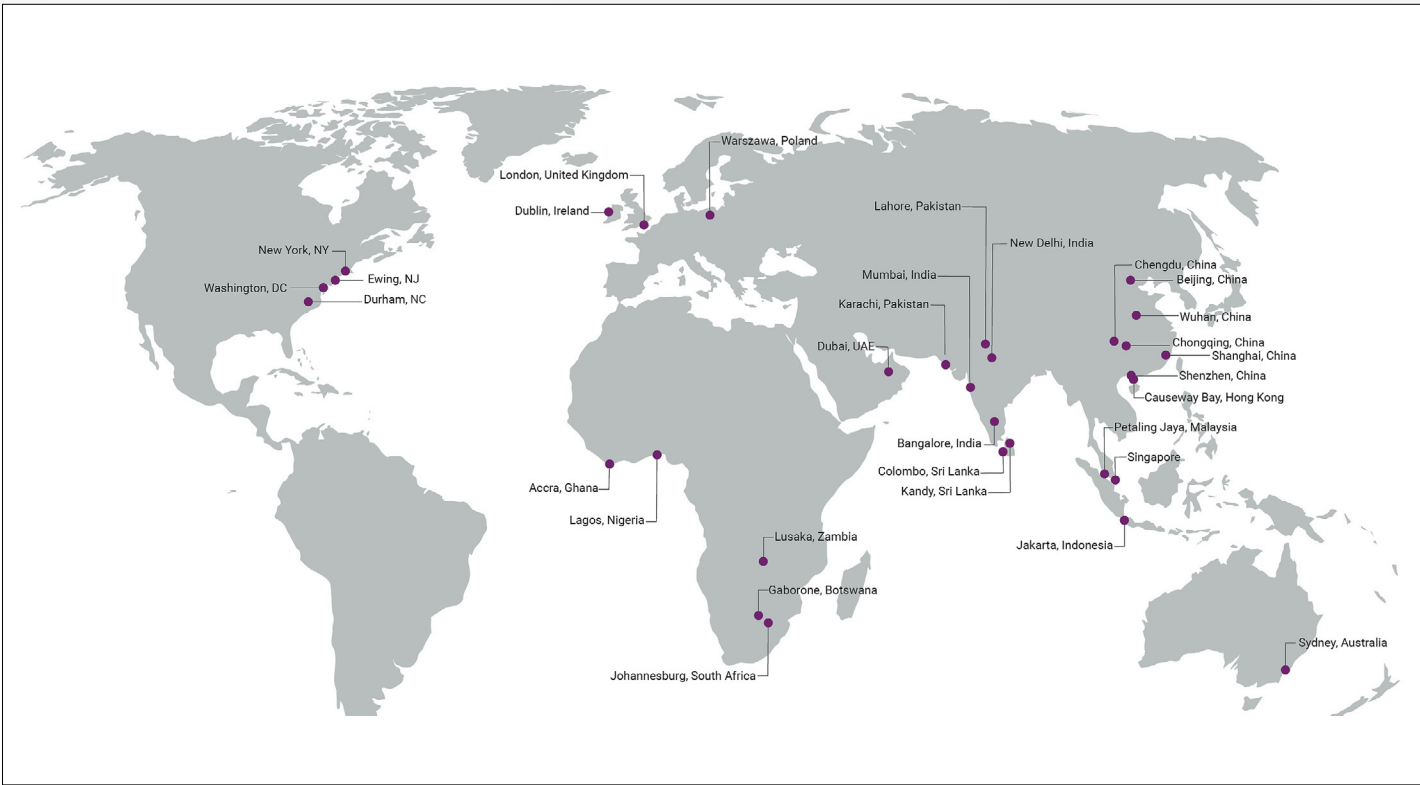 Warszawa, Poland
London, United Kingdom
Dublin, Ireland
Lahore, Pakistan
New York, NY
New Delhi, India
Chengdu, China
Ewing, NJ
Mumbai, India
Beijing, China
Washington, DC
Durham, NC
Karachi, Pakistan
Wuhan, China
Dubai, UAE
Chongqing, China
Shanghai, China
Shenzhen, China
Causeway Bay, Hong Kong
Petaling Jaya, Malaysia
Bangalore, India
Singapore
Colombo, Sri Lanka
Accra, Ghana
Kandy, Sri Lanka
Lagos, Nigeria
Lusaka, Zambia
Jakarta, Indonesia
Gaborone, Botswana
Sydney, Australia
Johannesburg, South Africa